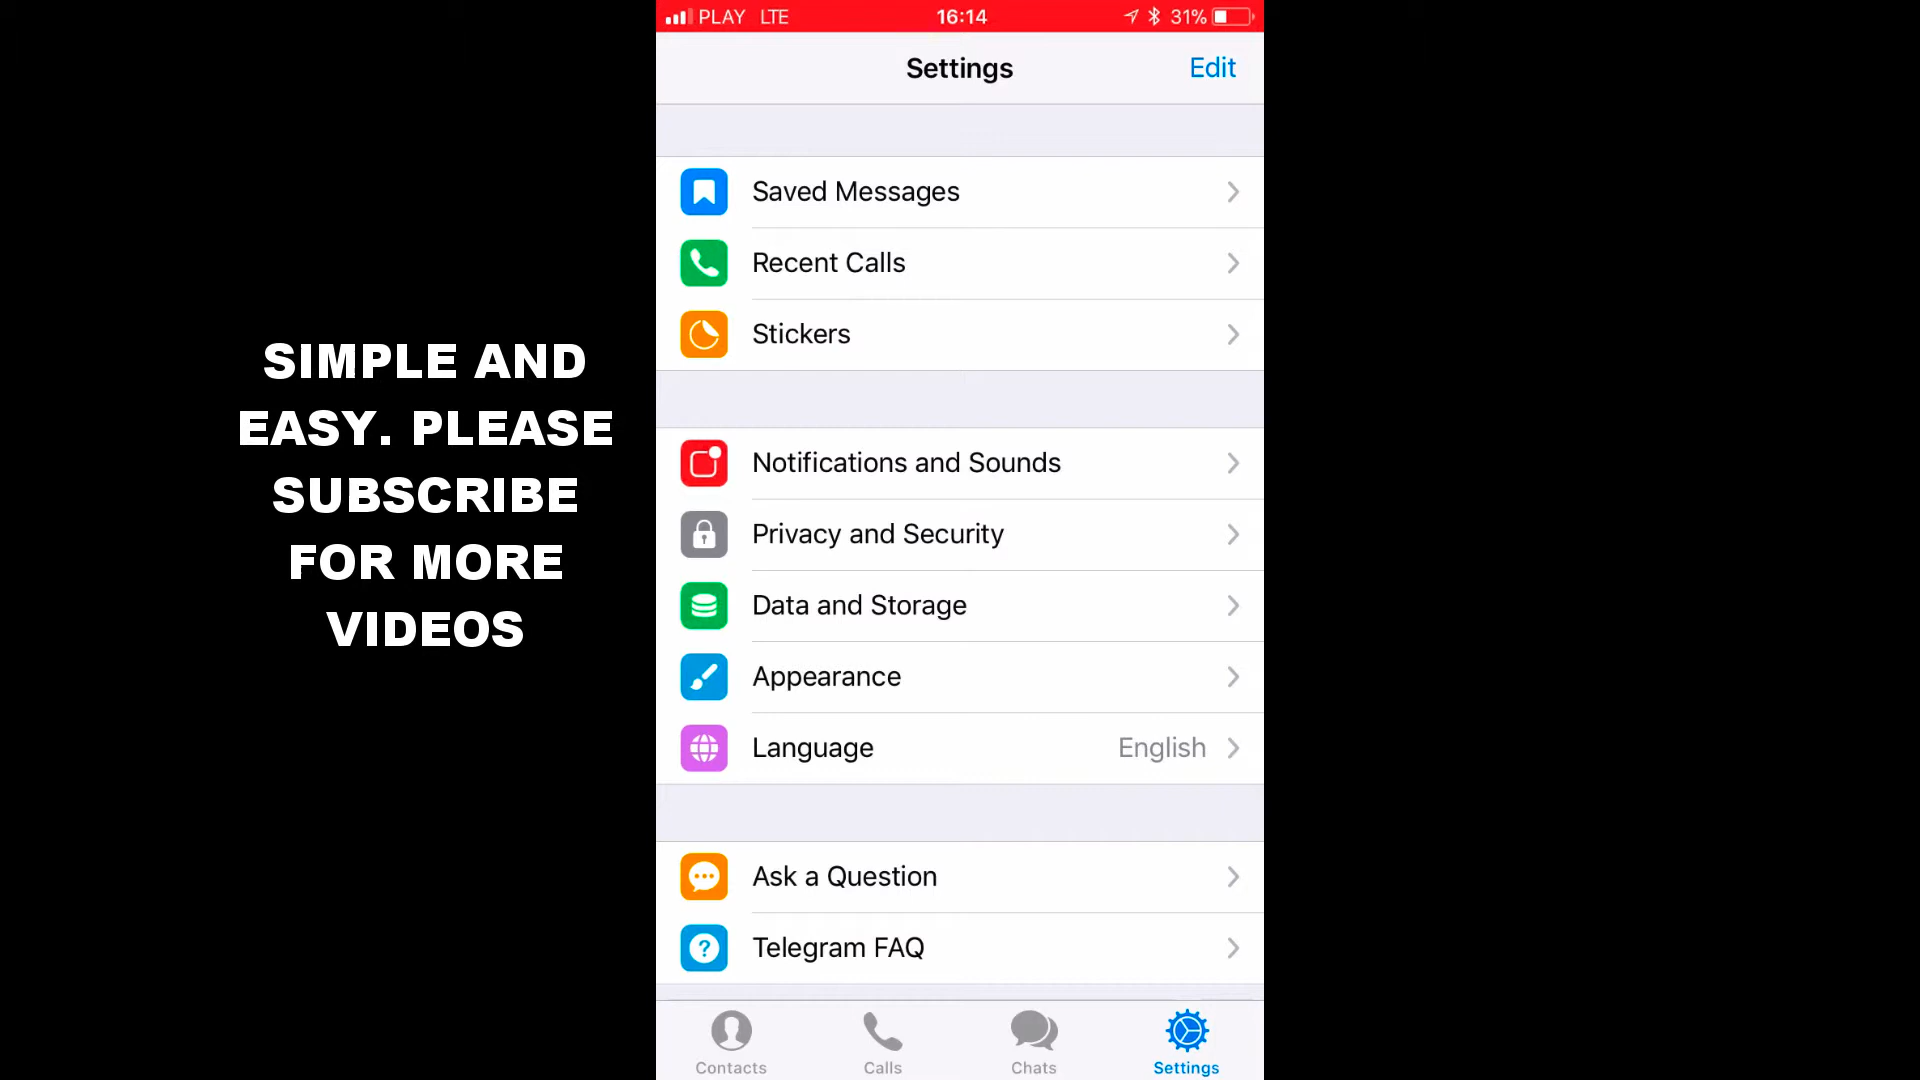 PLAY LTE 16:14 31%
Settings Edit
Saved Messages
Recent Calls
Stickers
SIMPLE AND
EASY. PLEASE
SUBSCRIBE
FOR MORE
VIDEOS
Notifications and Sounds
Privacy and Security
Data and Storage
Appearance
Language English
Ask a Question
Telegram FAQ
Contacts Calls Chats Settings